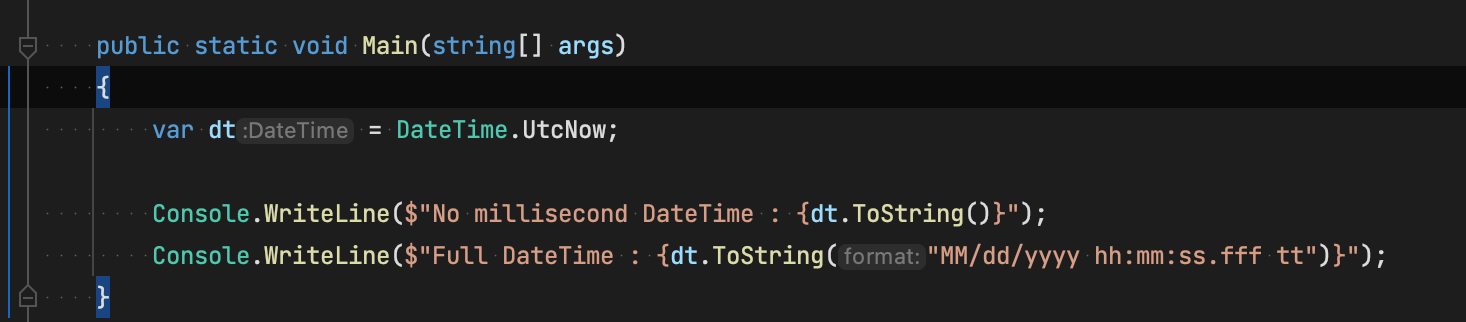 public static void Main(string[] args)
{
var dt :DateTime = DateTime.UtcNow;
Console.WriteLine($"No millisecond DateTime : {dt.ToString()}");
Console.WriteLine($"Full DateTime : {dt.ToString( format: "MM/dd/yyyy hh:mm:ss.fff tt")}");
}